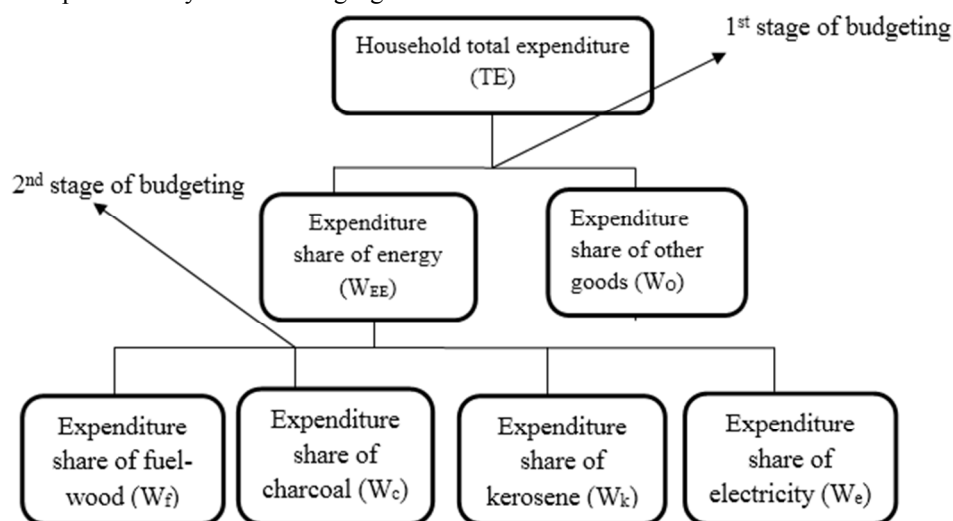 1st stage of budgeting
Household total expenditure
(TE)
2nd stage of budgeting
Expenditure
share of energy
(WEE)
Expenditure
share of other
goods (WO)
Expenditure
share of fuel-
wood (Wf)
Expenditure
share of
charcoal (Wc)
Expenditure
share of
kerosene (Wk)
Expenditure
share of
electricity (We)